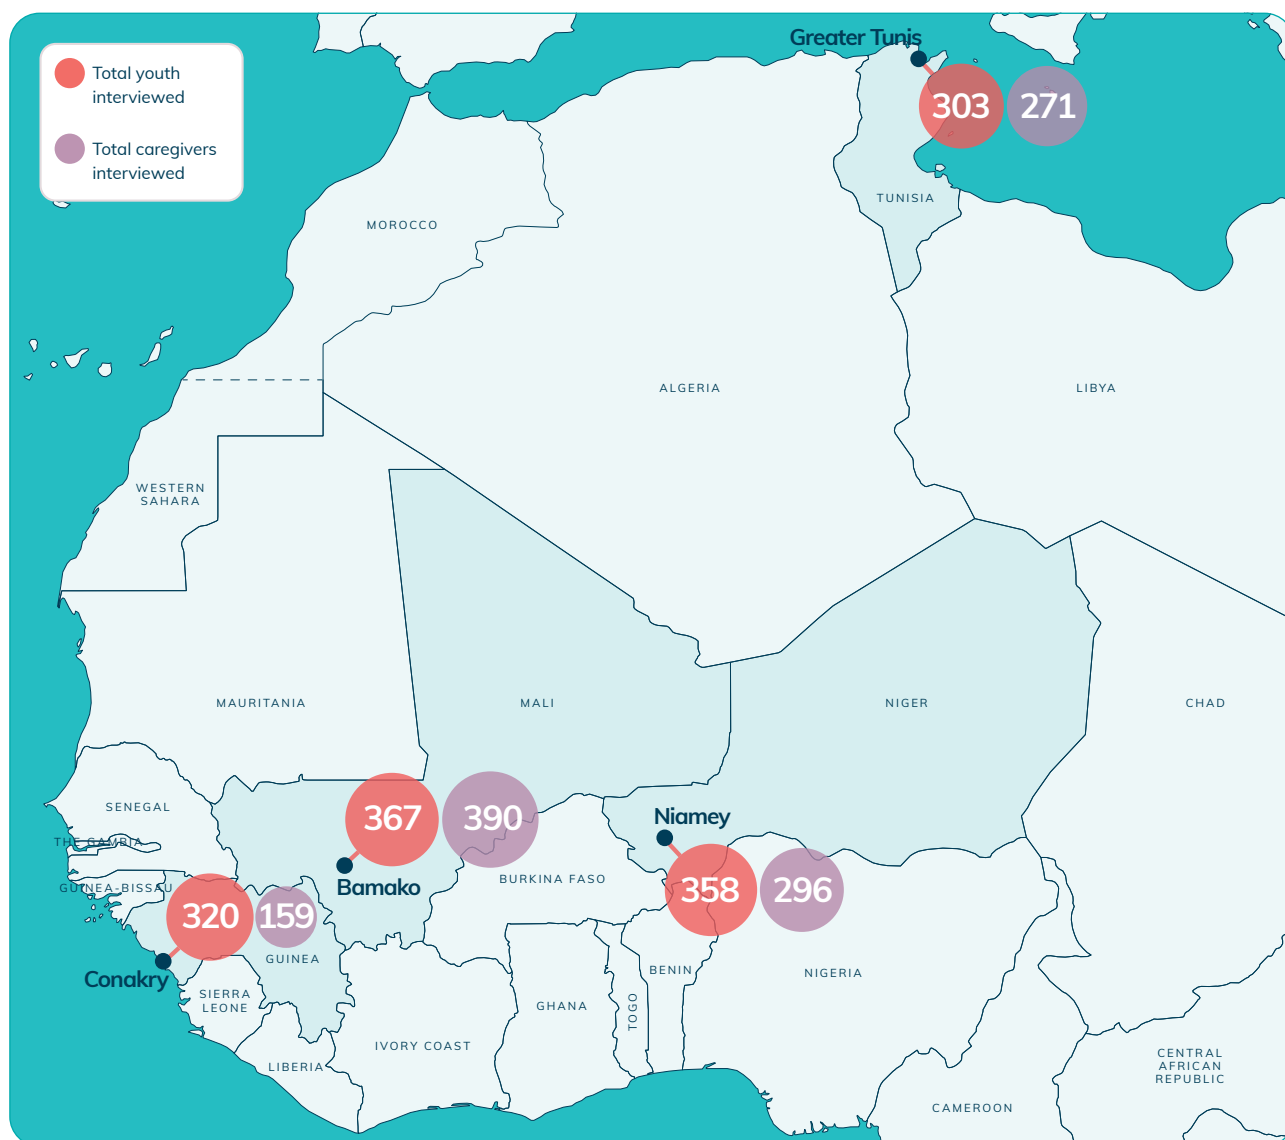 Total youth
interviewed
Total caregivers
interviewed
Greater Tunis
303
271
TUNISIA
MOROCCO
ALGERIA
LIBYA
WESTERN
SAHARA
MAURITANIA
MALI
NIGER
CHAD
SENEGAL
THE GAMBIA
GUINEA-BISSAU
367
390
Bamako
Niamey
358
296
BURKINA FASO
320
159
Conakry
GUINEA
SIERRA
LEONE
LIBERIA
IVORY COAST
GHANA
TOGO
BENIN
NIGERIA
CAMEROON
CENTRAL
AFRICAN
REPUBLIC